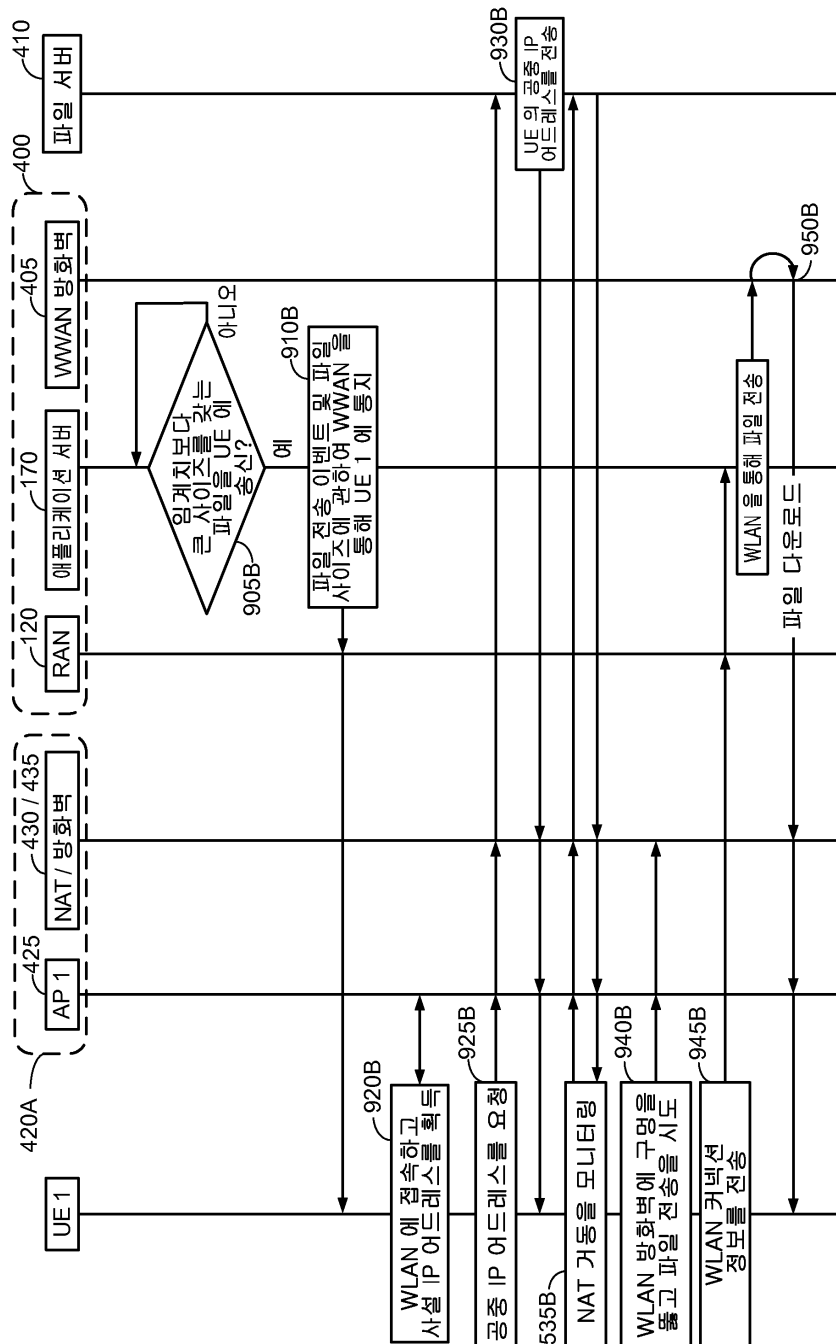 420A
400
425
430 / 435
120
170
405
410
UE 1
AP 1
NAT / 방화벽
RAN
애플리케이션 서버
WWAN 방화벽
파일 서버
임계치보다
큰 사이즈를 갖는
파일을 UE 에
송신?
아니오
예
905B
파일 전송 이벤트 및 파일
사이즈에 관하여 WWAN 을
통해 UE 1 에 통지
910B
WLAN 에 접속하고
사설 IP 어드레스를 획득
920B
공중 IP 어드레스를 요청
925B
UE 의 공중 IP
어드레스를 전송
930B
NAT 거동을 모니터링
535B
WLAN 방화벽에 구멍을
뚫고 파일 전송을 시도
940B
WLAN 커넥션
정보를 전송
945B
WLAN 을 통해 파일 전송
950B
파일 다운로드